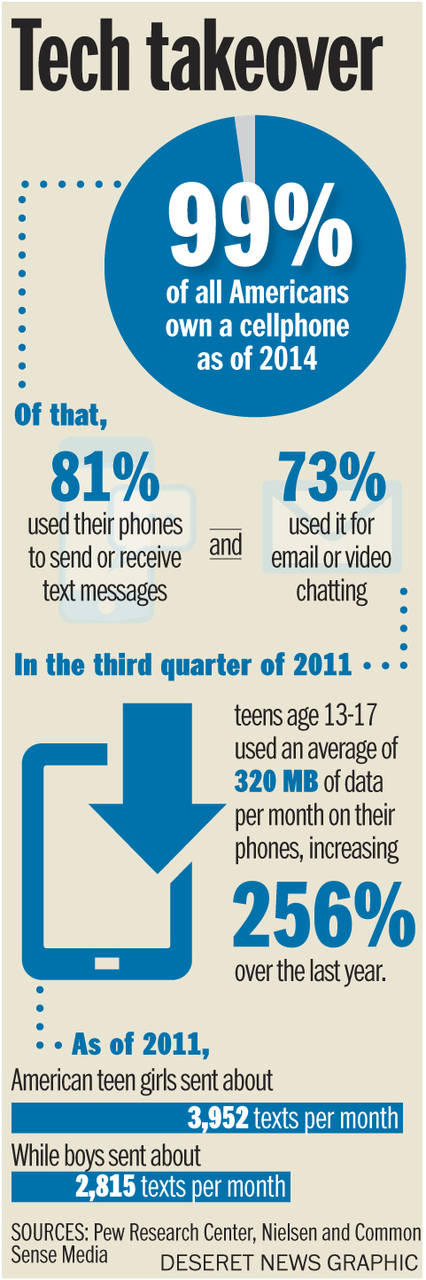 Tech takeover
99%
of all Americans
own a cellphone
as of 2014
Of that,
81%
used their phones
to send or receive
text messages
and
73%
used it for
email or video
chatting
In the third quarter of 2011
teens age 13-17
used an average of
320 MB of data
per month on their
phones, increasing
256%
over the last year.
As of 2011,
American teen girls sent about
3,952 texts per month
While boys sent about
2,815 texts per month
SOURCES: Pew Research Center, Nielsen and Common
Sense Media
DESERET NEWS GRAPHIC